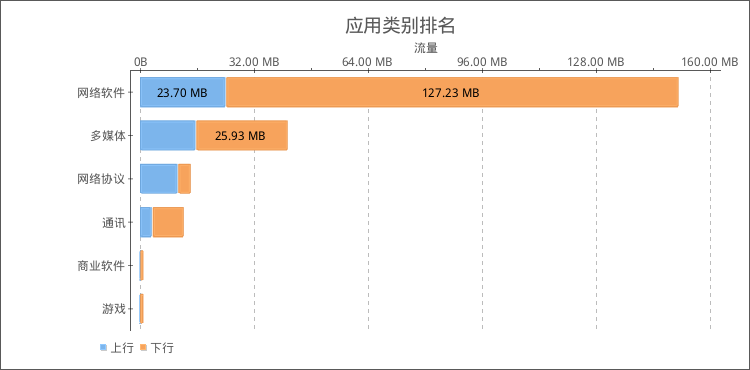 应用类别排名
流量
0B 32.00 MB 64.00 MB 96.00 MB 128.00 MB 160.00 MB
网络软件 23.70 MB 127.23 MB
多媒体 25.93 MB
网络协议
通讯
商业软件
游戏
上行 下行